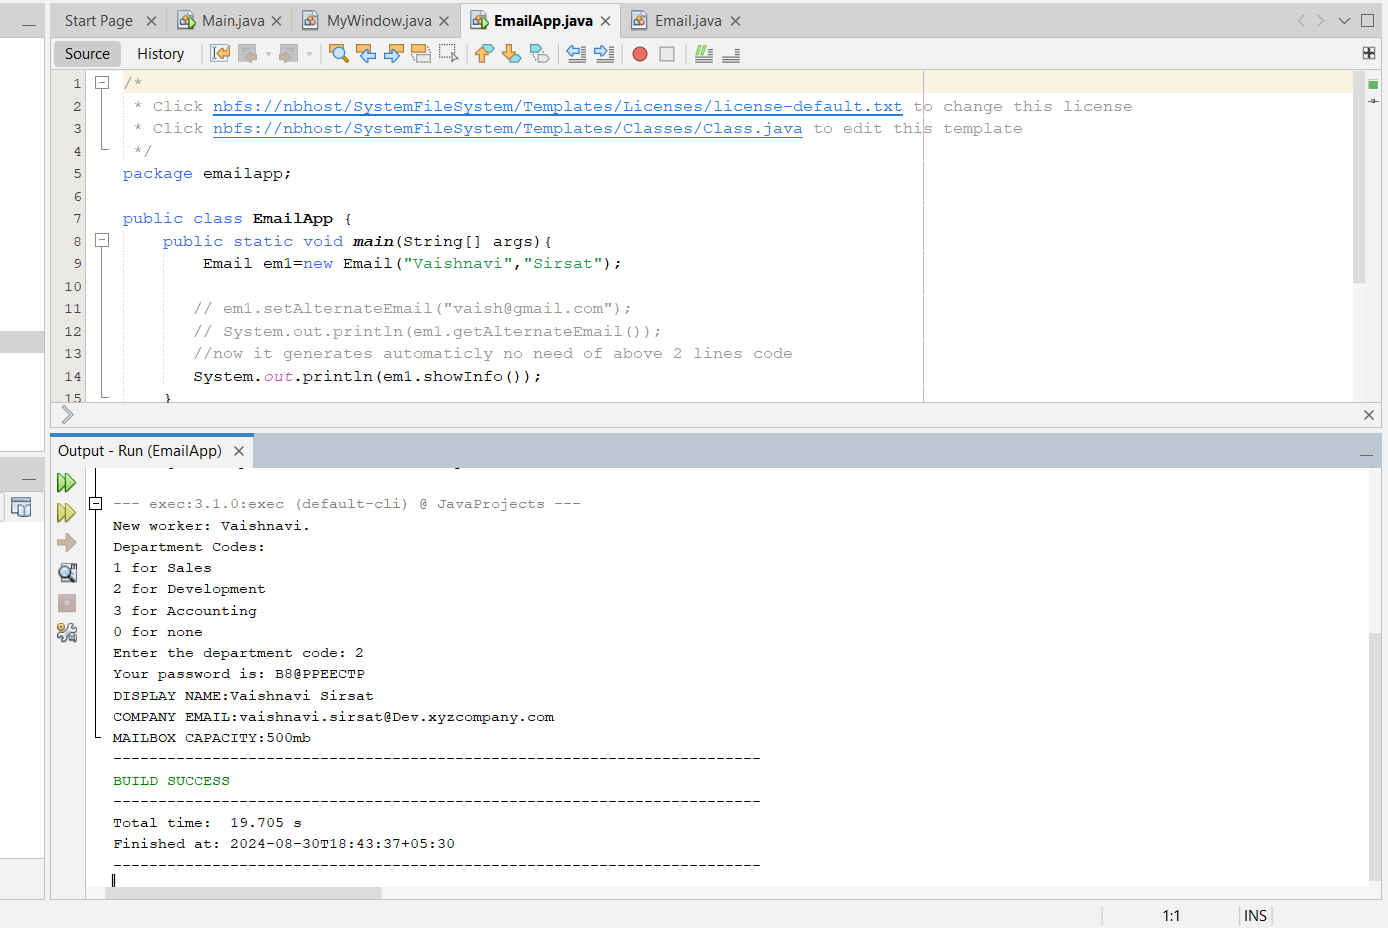 Start Page Main.java MyWindow.java EmailApp.java Email.java
Source History
1 /*
2 * Click nbfs://nbhost/SystemFileSystem/Templates/Licenses/license-default.txt to change this license
3 * Click nbfs://nbhost/SystemFileSystem/Templates/Classes/Class.java to edit this template
4 */
5 package emailapp;
6
7 public class EmailApp {
8 public static void main(String[] args){
9 Email em1=new Email("Vaishnavi","Sirsat");
10
11 // em1.setAlternateEmail("vaish@gmail.com");
12 // System.out.println(em1.getAlternateEmail());
13 //now it generates automaticly no need of above 2 lines code
14 System.out.println(em1.showInfo());
15 }
Output - Run (EmailApp)
--- exec:3.1.0:exec (default-cli) @ JavaProjects ---
New worker: Vaishnavi.
Department Codes:
1 for Sales
2 for Development
3 for Accounting
0 for none
Enter the department code: 2
Your password is: B8@PPEECTP
DISPLAY NAME:Vaishnavi Sirsat
COMPANY EMAIL:vaishnavi.sirsat@Dev.xyzcompany.com
MAILBOX CAPACITY:500mb
------------------------------------------------------------------------
BUILD SUCCESS
------------------------------------------------------------------------
Total time:  19.705 s
Finished at: 2024-08-30T18:43:37+05:30
------------------------------------------------------------------------
1:1 INS